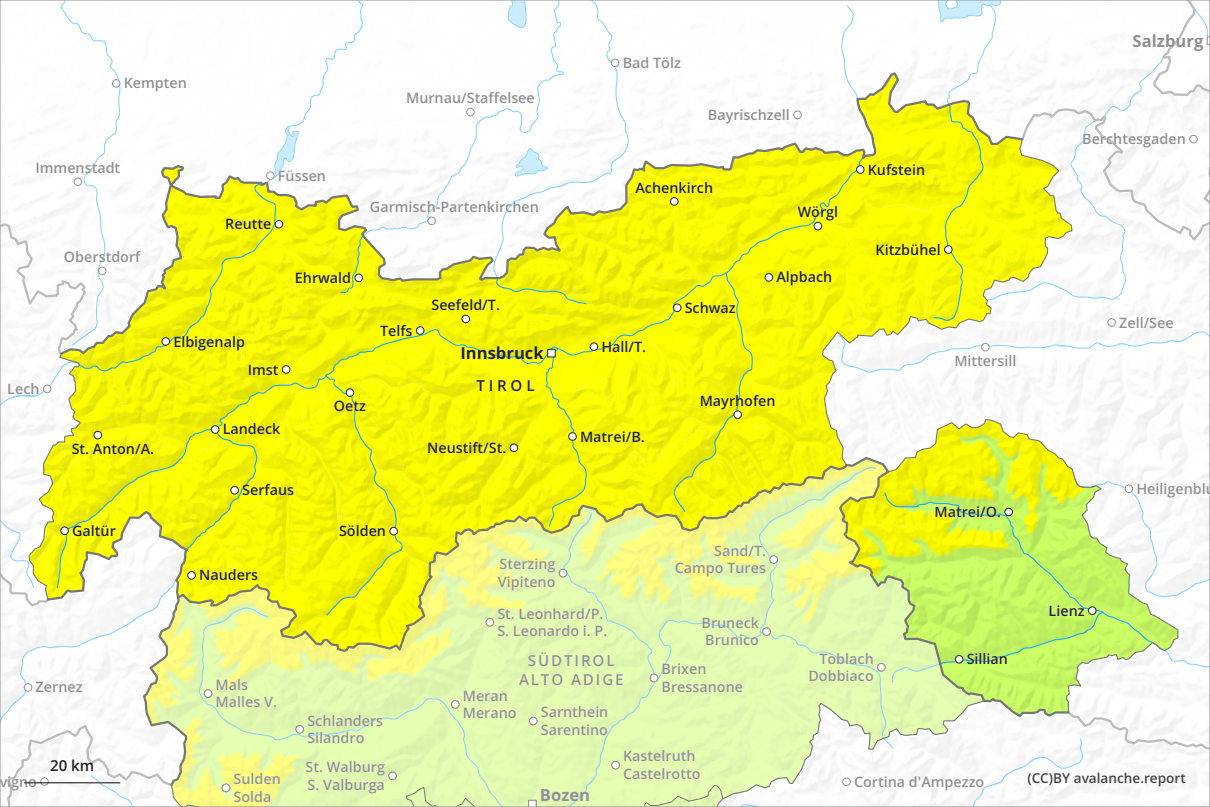 Salzburg
Bad Tölz
Kempten
Murnau/Staffelsee
Bayrischzell
Berchtesgaden
Immenstadt
Füssen
Kufstein
Achenkirch
Garmisch-Partenkirchen
Wörgl
Reutte
Kitzbühel
Oberstdorf
Ehrwald
Alpbach
Seefeld/T.
Schwaz
Zell/See
Telfs
Elbigenalp
Innsbruck
Hall/T.
Mittersill
Imst
TIROL
Lech
Oetz
Mayrhofen
Landeck
Matrei/B.
St. Anton/A.
Neustift/St.
Serfaus
Heiligenblu
Matrei/O.
Galtür
Sölden
Sand/T.
Campo Tures
Sterzing
Vipiteno
Nauders
Lienz
St. Leonhard/P.
S. Leonardo i. P.
Bruneck
Brunico
SÜDTIROL
ALTO ADIGE
Sillian
Toblach
Dobbiaco
Brixen
Bressanone
Zernez
Mals
Malles V.
Meran
Merano
Sarnthein
Sarentino
Schlanders
Silandro
Kastelruth
Castelrotto
20 km
St. Walburg
S. Valburga
vigno
Sulden
Solda
Cortina d'Ampezzo
(CC)BY avalanche.report
Bozen